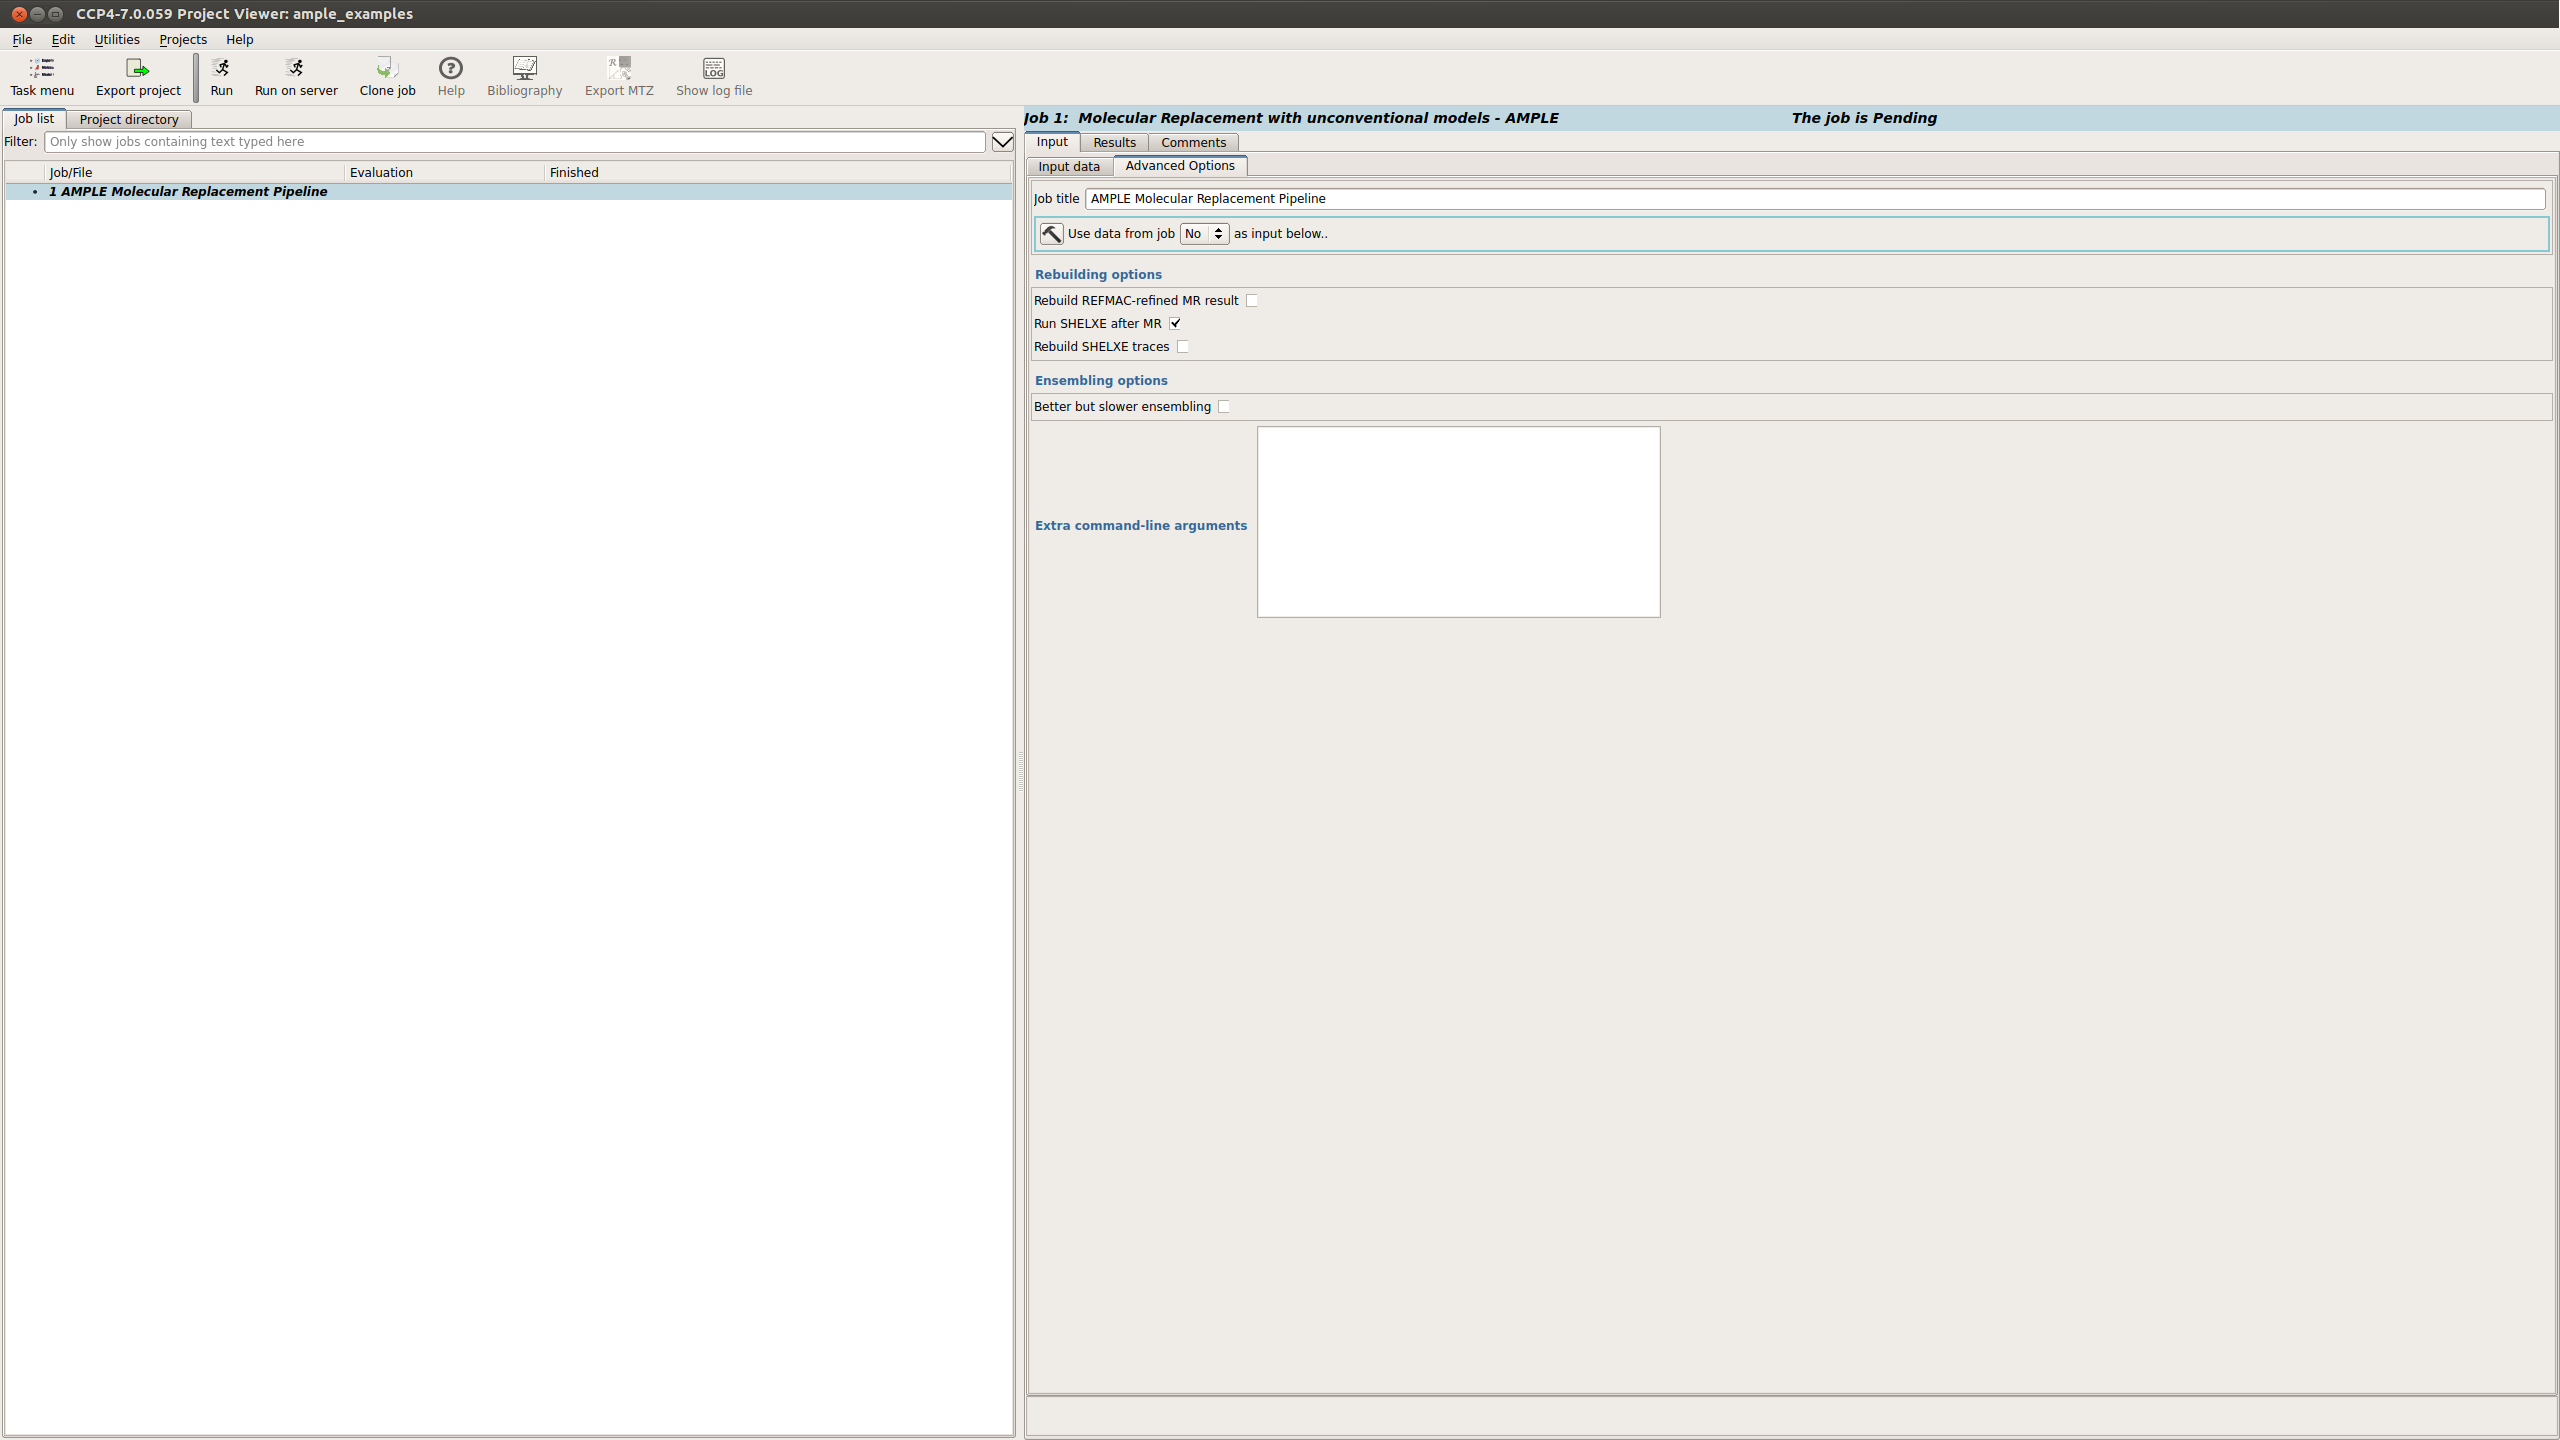 CCP4-7.0.059 Project Viewer: ample_examples
File Edit Utilities Projects Help
Task menu Export project Run Run on server Clone job Help Bibliography Export MTZ Show log file
Job list Project directory
Filter: Only show jobs containing text typed here
Job/File Evaluation Finished
1 AMPLE Molecular Replacement Pipeline
Job 1: Molecular Replacement with unconventional models - AMPLE The job is Pending
Input Results Comments
Input data Advanced Options
Job title AMPLE Molecular Replacement Pipeline
Use data from job No as input below..
Rebuilding options
Rebuild REFMAC-refined MR result
Run SHELXE after MR
Rebuild SHELXE traces
Ensembling options
Better but slower ensembling
Extra command-line arguments